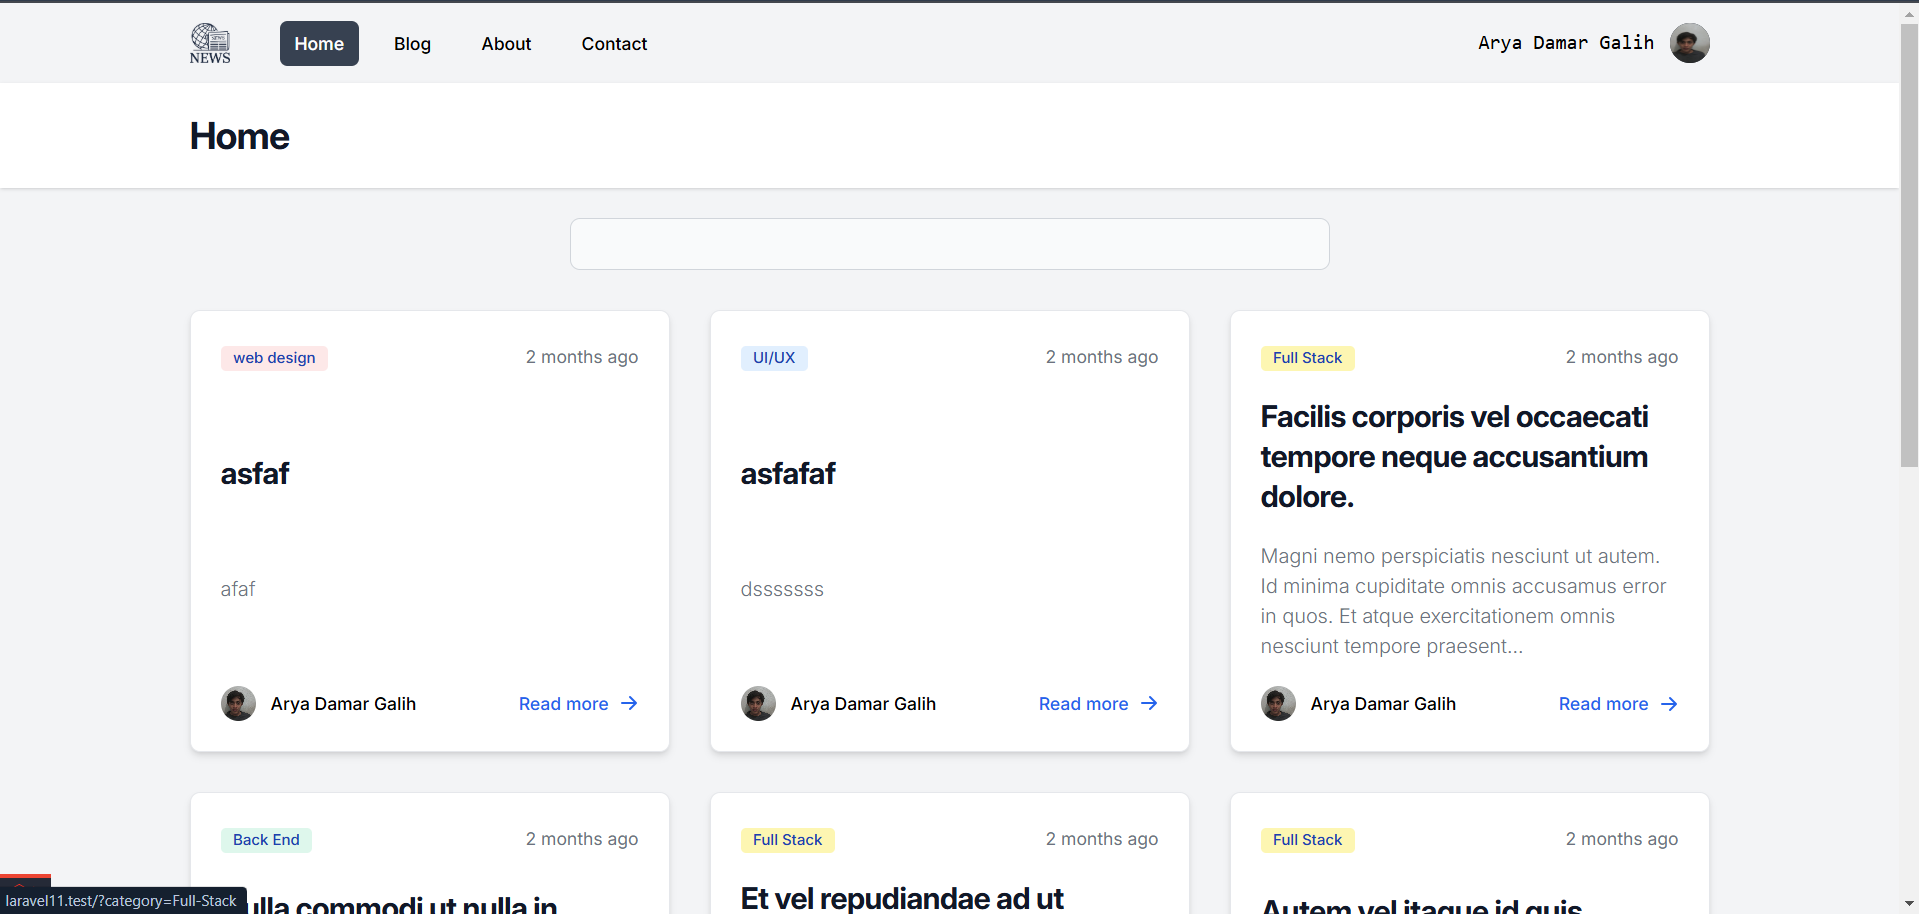 NEWS
Home
Blog
About
Contact
Arya Damar Galih
Home
web design
2 months ago
asfaf
afaf
Arya Damar Galih
Read more
UI/UX
2 months ago
asfafaf
dsssssss
Arya Damar Galih
Read more
Full Stack
2 months ago
Facilis corporis vel occaecati
tempore neque accusantium
dolore.
Magni nemo perspiciatis nesciunt ut autem.
Id minima cupiditate omnis accusamus error
in quos. Et atque exercitationem omnis
nesciunt tempore praesent...
Arya Damar Galih
Read more
Back End
2 months ago
ulla commodi ut nulla in
Full Stack
2 months ago
Et vel repudiandae ad ut
Full Stack
2 months ago
Autem vel itaque id quis
laravel11.test/?category=Full-Stack